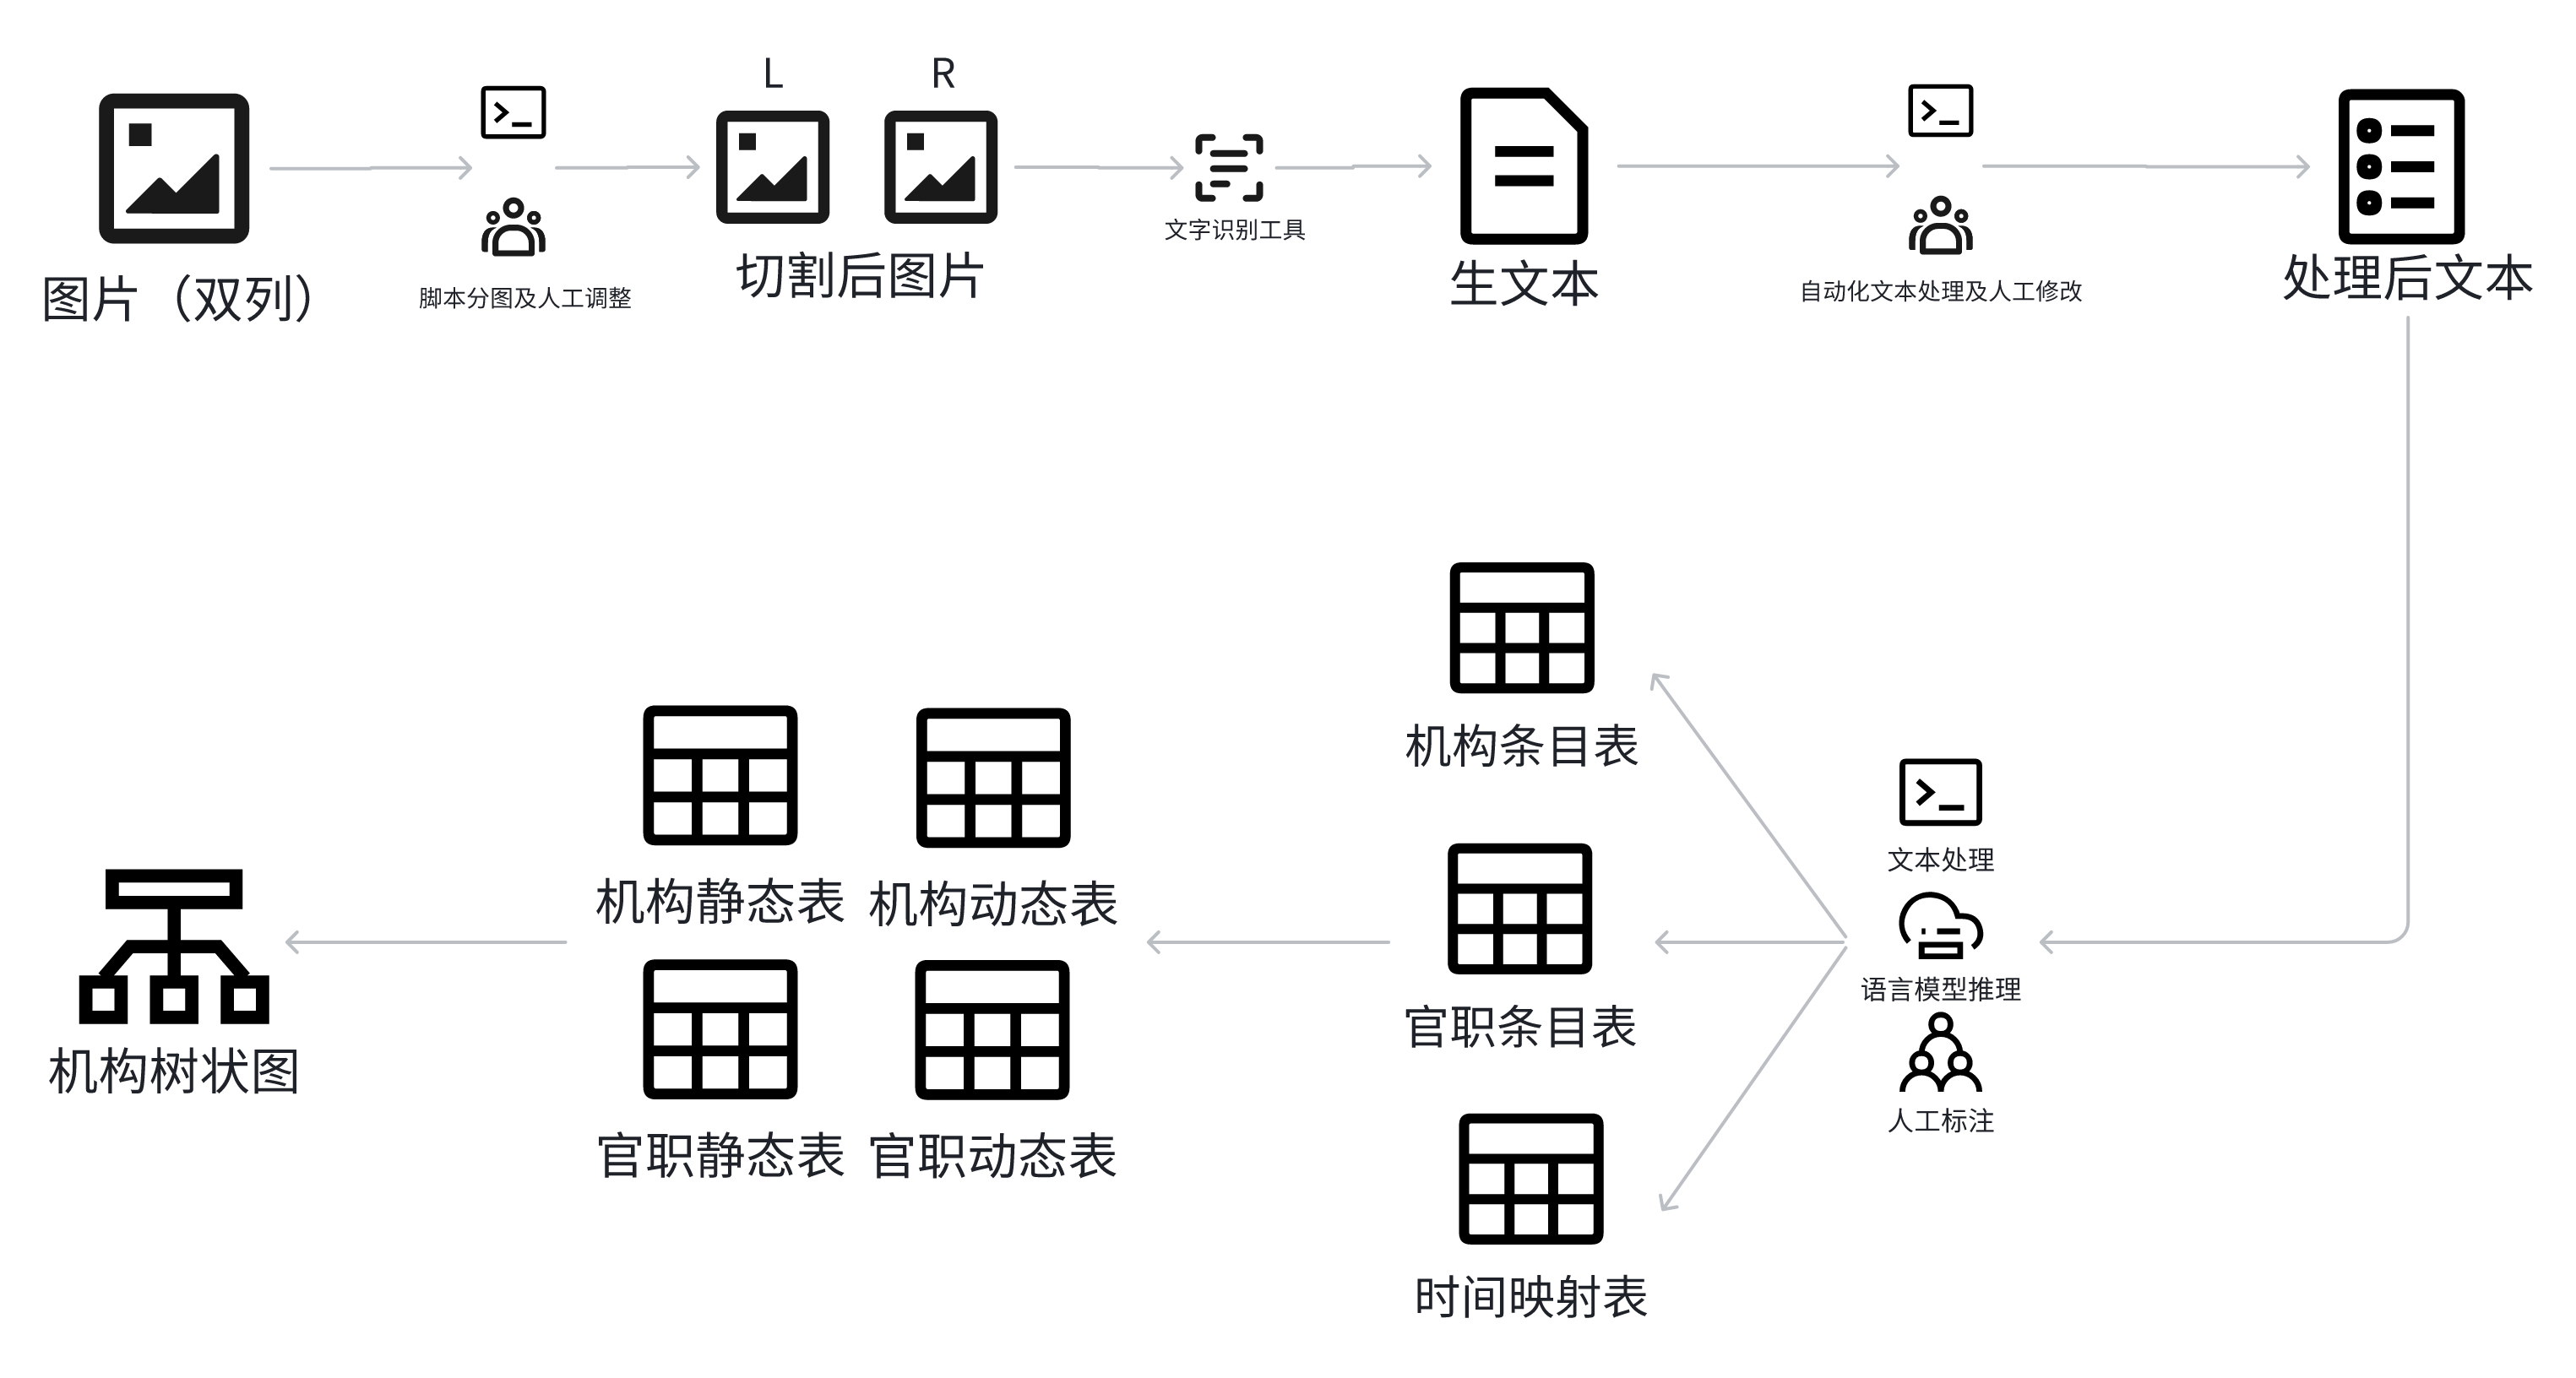 L
R
图片（双列）
脚本分图及人工调整
切割后图片
文字识别工具
生文本
自动化文本处理及人工修改
处理后文本
机构条目表
文本处理
机构静态表
机构动态表
语言模型推理
官职条目表
机构树状图
人工标注
官职静态表
官职动态表
时间映射表